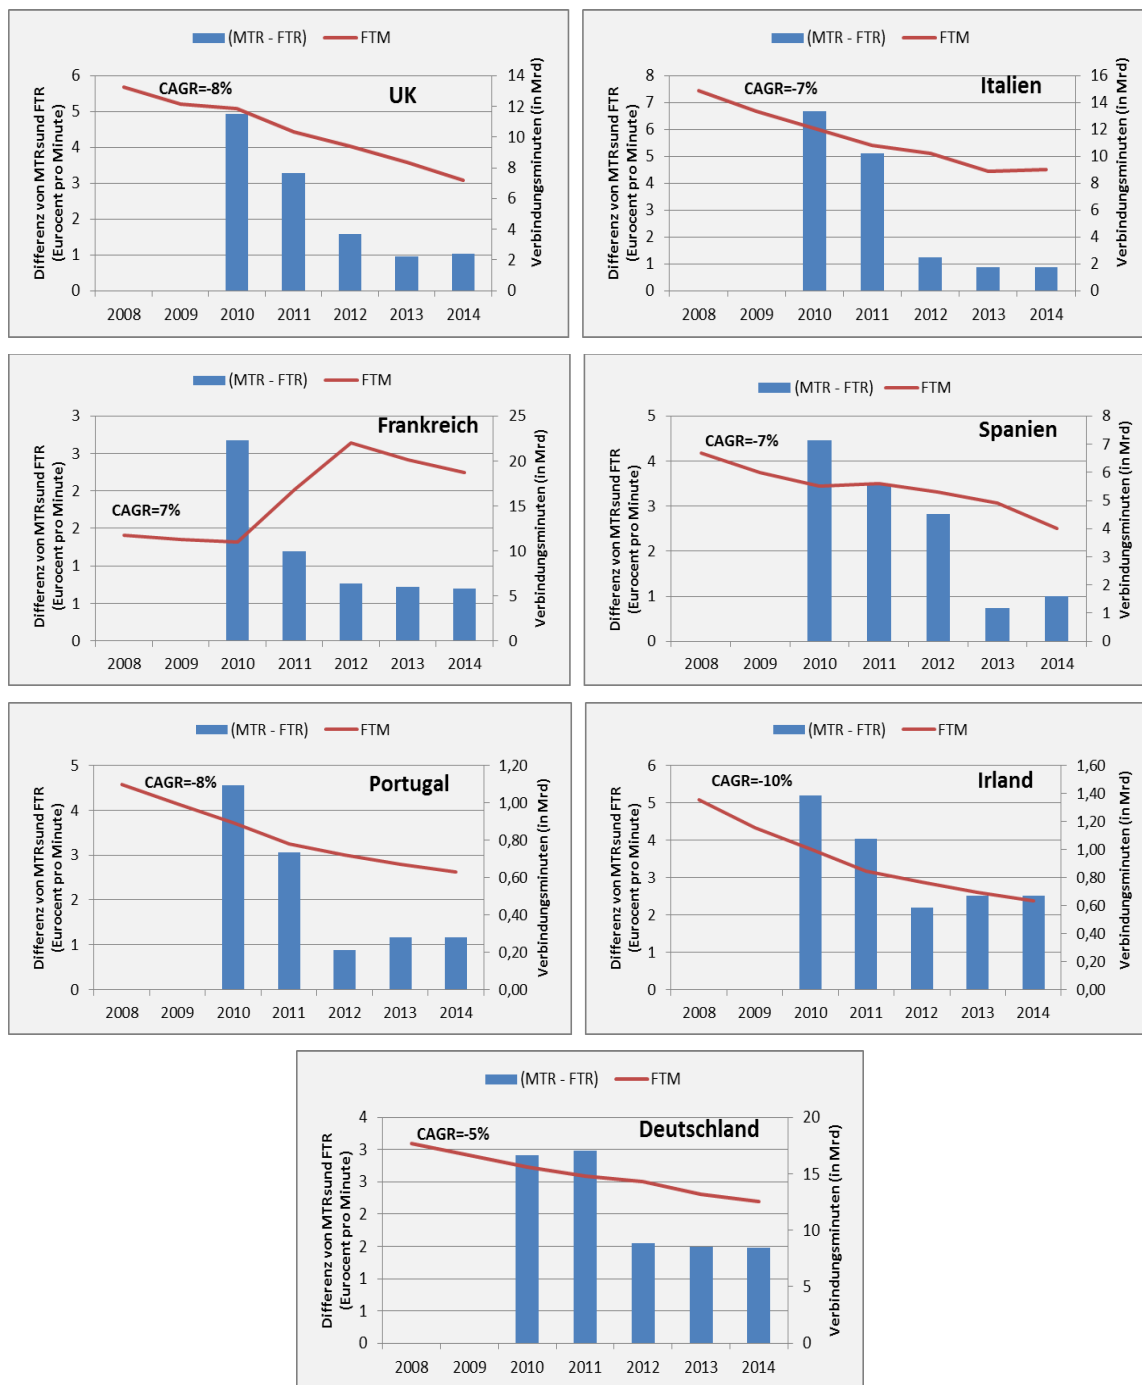 (MTR - FTR) FTM
CAGR=-8%
UK
Differenz von MTRsund FTR
(Eurocent pro Minute)
6
5
4
3
2
1
0
14
12
10
8
6
4
2
0
Verbindungsminuten (in Mrd)
2008 2009 2010 2011 2012 2013 2014
(MTR - FTR) FTM
CAGR=-7%
Italien
Differenz von MTRsund FTR
(Eurocent pro Minute)
8
7
6
5
4
3
2
1
0
16
14
12
10
8
6
4
2
0
Verbindungsminuten (in Mrd)
2008 2009 2010 2011 2012 2013 2014
(MTR - FTR) FTM
Frankreich
CAGR=7%
Differenz von MTRsund FTR
(Eurocent pro Minute)
3
3
2
2
1
1
0
25
20
15
10
5
0
Verbindungsminuten (in Mrd)
2008 2009 2010 2011 2012 2013 2014
(MTR - FTR) FTM
Spanien
CAGR=-7%
Differenz von MTRsund FTR
(Eurocent pro Minute)
5
4
3
2
1
0
8
7
6
5
4
3
2
1
0
Verbindungsminuten (in Mrd)
2008 2009 2010 2011 2012 2013 2014
(MTR - FTR) FTM
CAGR=-8%
Portugal
Differenz von MTRsund FTR
(Eurocent pro Minute)
5
4
3
2
1
0
1,20
1,00
0,80
0,60
0,40
0,20
0,00
Verbindungsminuten (in Mrd)
2008 2009 2010 2011 2012 2013 2014
(MTR - FTR) FTM
CAGR=-10%
Irland
Differenz von MTRsund FTR
(Eurocent pro Minute)
6
5
4
3
2
1
0
1,60
1,40
1,20
1,00
0,80
0,60
0,40
0,20
0,00
Verbindungsminuten (in Mrd)
2008 2009 2010 2011 2012 2013 2014
(MTR - FTR) FTM
CAGR=-5%
Deutschland
Differenz von MTRsund FTR
(Eurocent pro Minute)
4
3
3
2
2
1
1
0
20
15
10
5
0
Verbindungsminuten (in Mrd)
2008 2009 2010 2011 2012 2013 2014